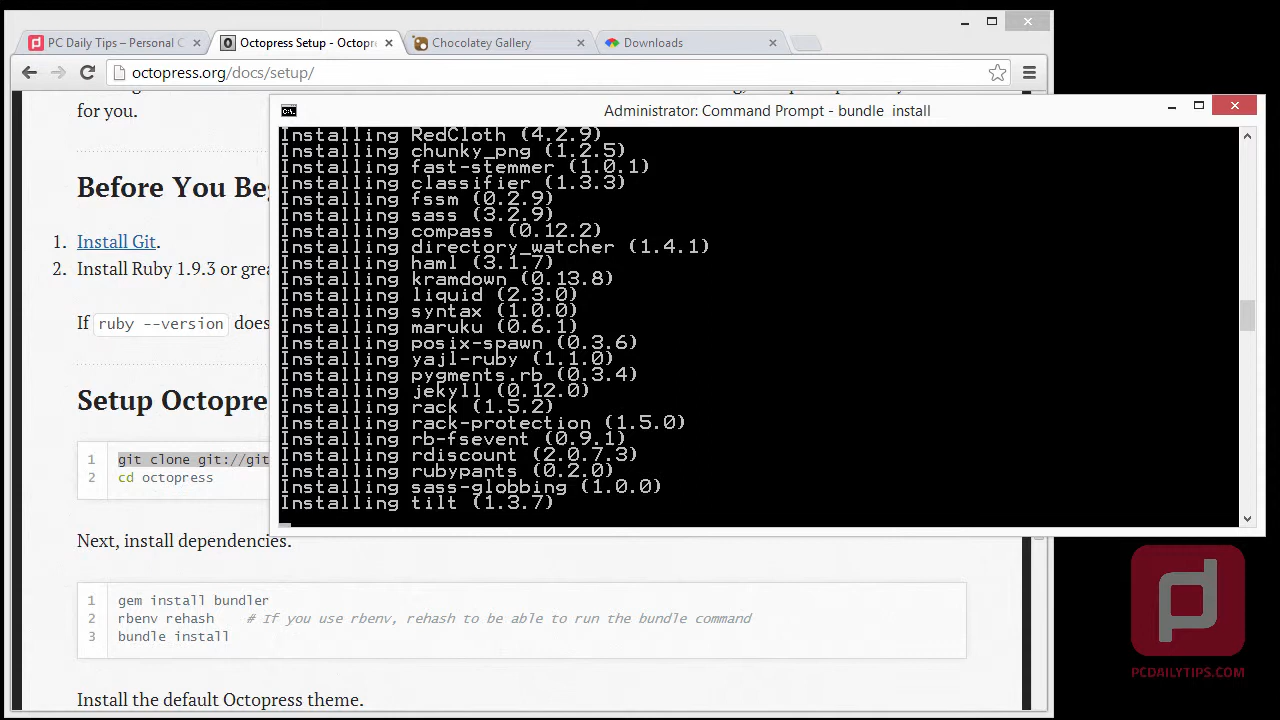 PC Daily Tips – Personal C
Octopress Setup - Octopr
Chocolatey Gallery
Downloads
octopress.org/docs/setup/
for you.
Administrator: Command Prompt - bundle install
Installing RedCloth (4.2.9)
Installing chunky_png (1.2.5)
Installing fast-stemmer (1.0.1)
Installing classifier (1.3.3)
Installing fssm (0.2.9)
Installing sass (3.2.9)
Installing compass (0.12.2)
Installing directory_watcher (1.4.1)
Installing haml (3.1.7)
Installing kramdown (0.13.8)
Installing liquid (2.3.0)
Installing syntax (1.0.0)
Installing maruku (0.6.1)
Installing posix-spawn (0.3.6)
Installing yajl-ruby (1.1.0)
Installing pygments.rb (0.3.4)
Installing jekyll (0.12.0)
Installing rack (1.5.2)
Installing rack-protection (1.5.0)
Installing rb-fsevent (0.9.1)
Installing rdiscount (2.0.7.3)
Installing rubypants (0.2.0)
Installing sass-globbing (1.0.0)
Installing tilt (1.3.7)
Before You Be
1. Install Git.
2. Install Ruby 1.9.3 or grea
If ruby --version does
Setup Octopre
1 git clone git://git
2 cd octopress
Next, install dependencies.
1 gem install bundler
2 rbenv rehash # If you use rbenv, rehash to be able to run the bundle command
3 bundle install
Install the default Octopress theme.
PCDAILYTIPS.COM